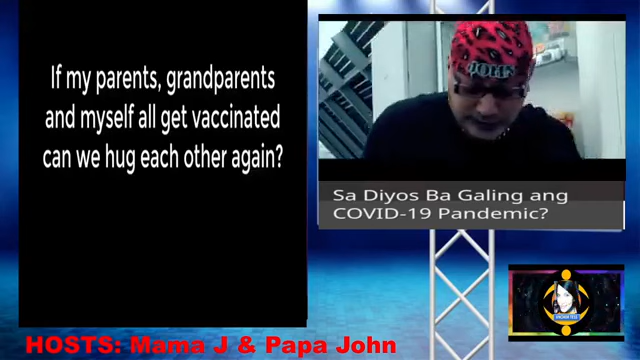 If my parents, grandparents
and myself all get vaccinated
can we hug each other again?
Sa Diyos Ba Galing ang
COVID-19 Pandemic?
HOSTS: Mama J & Papa John